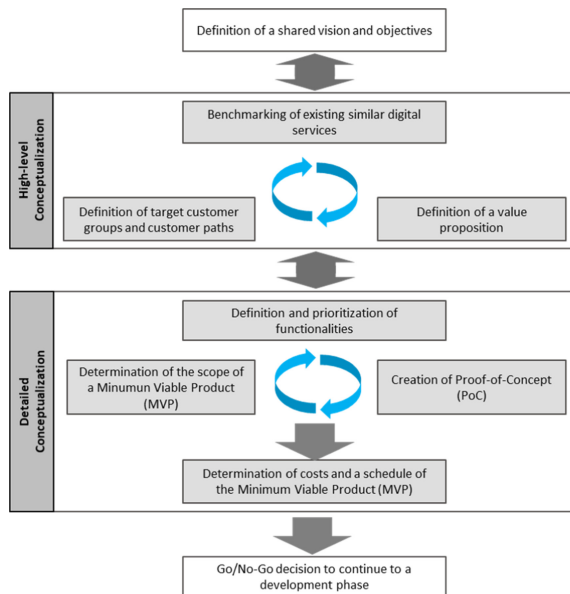 Definition of a shared vision and objectives
High-level
Conceptualization
Benchmarking of existing similar digital
services
Definition of target customer
groups and customer paths
Definition of a value
proposition
Detailed
Conceptualization
Definition and prioritization of
functionalities
Determination of the scope of
a Minumun Viable Product
(MVP)
Creation of Proof-of-Concept
(PoC)
Determination of costs and a schedule of
the Minimum Viable Product (MVP)
Go/No-Go decision to continue to a
development phase